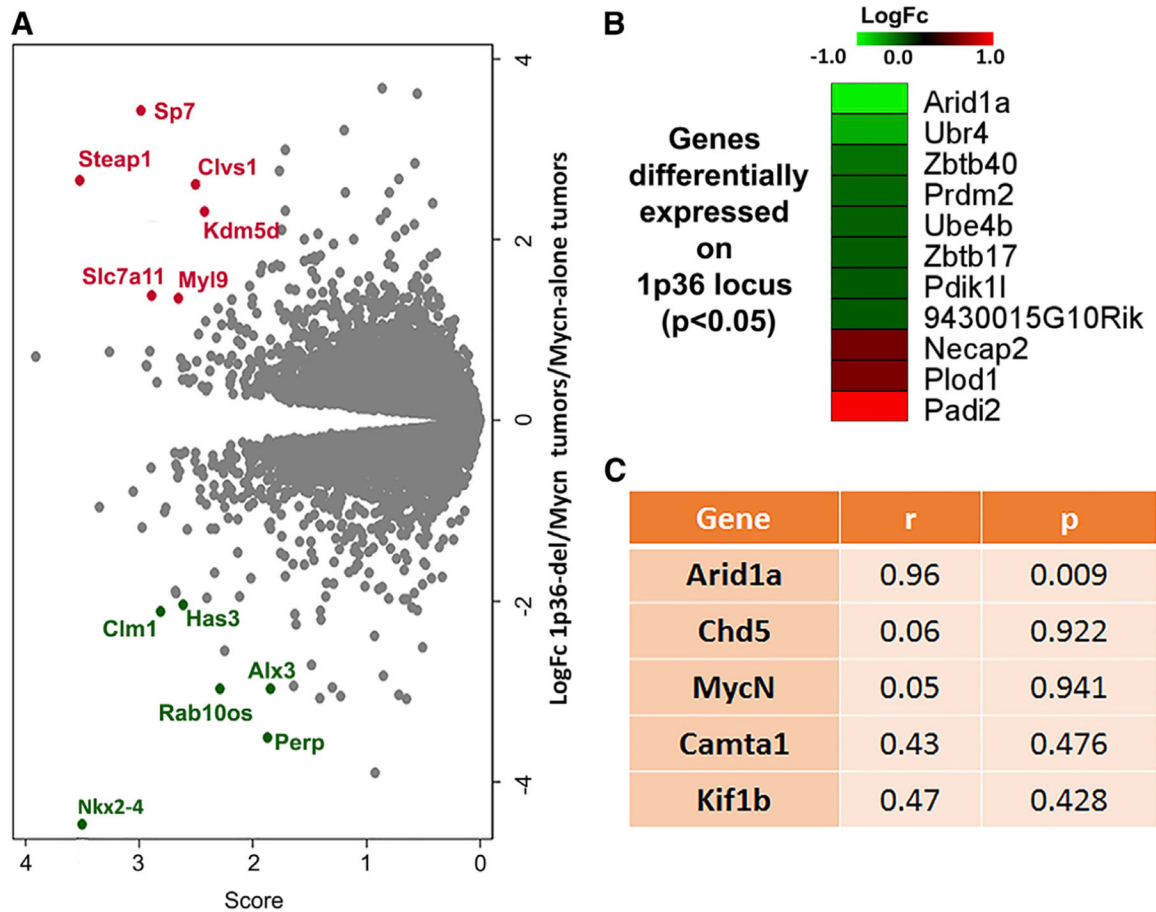 A
Sp7
Steap1
Clvs1
Kdm5d
Slc7a11
Myl9
Clm1
Has3
Alx3
Rab10os
Perp
Nkx2-4
4
2
0
-2
-4
LogFc 1p36-del/Mycn tumors/Mycn-alone tumors
4 3 2 1 0
Score
B
LogFc
-1.0 0.0 1.0
Genes
differentially
expressed
on
1p36 locus
(p<0.05)
Arid1a
Ubr4
Zbtb40
Prdm2
Ube4b
Zbtb17
Pdik1l
9430015G10Rik
Necap2
Plod1
Padi2
C
Gene r p
Arid1a 0.96 0.009
Chd5 0.06 0.922
MycN 0.05 0.941
Camta1 0.43 0.476
Kif1b 0.47 0.428